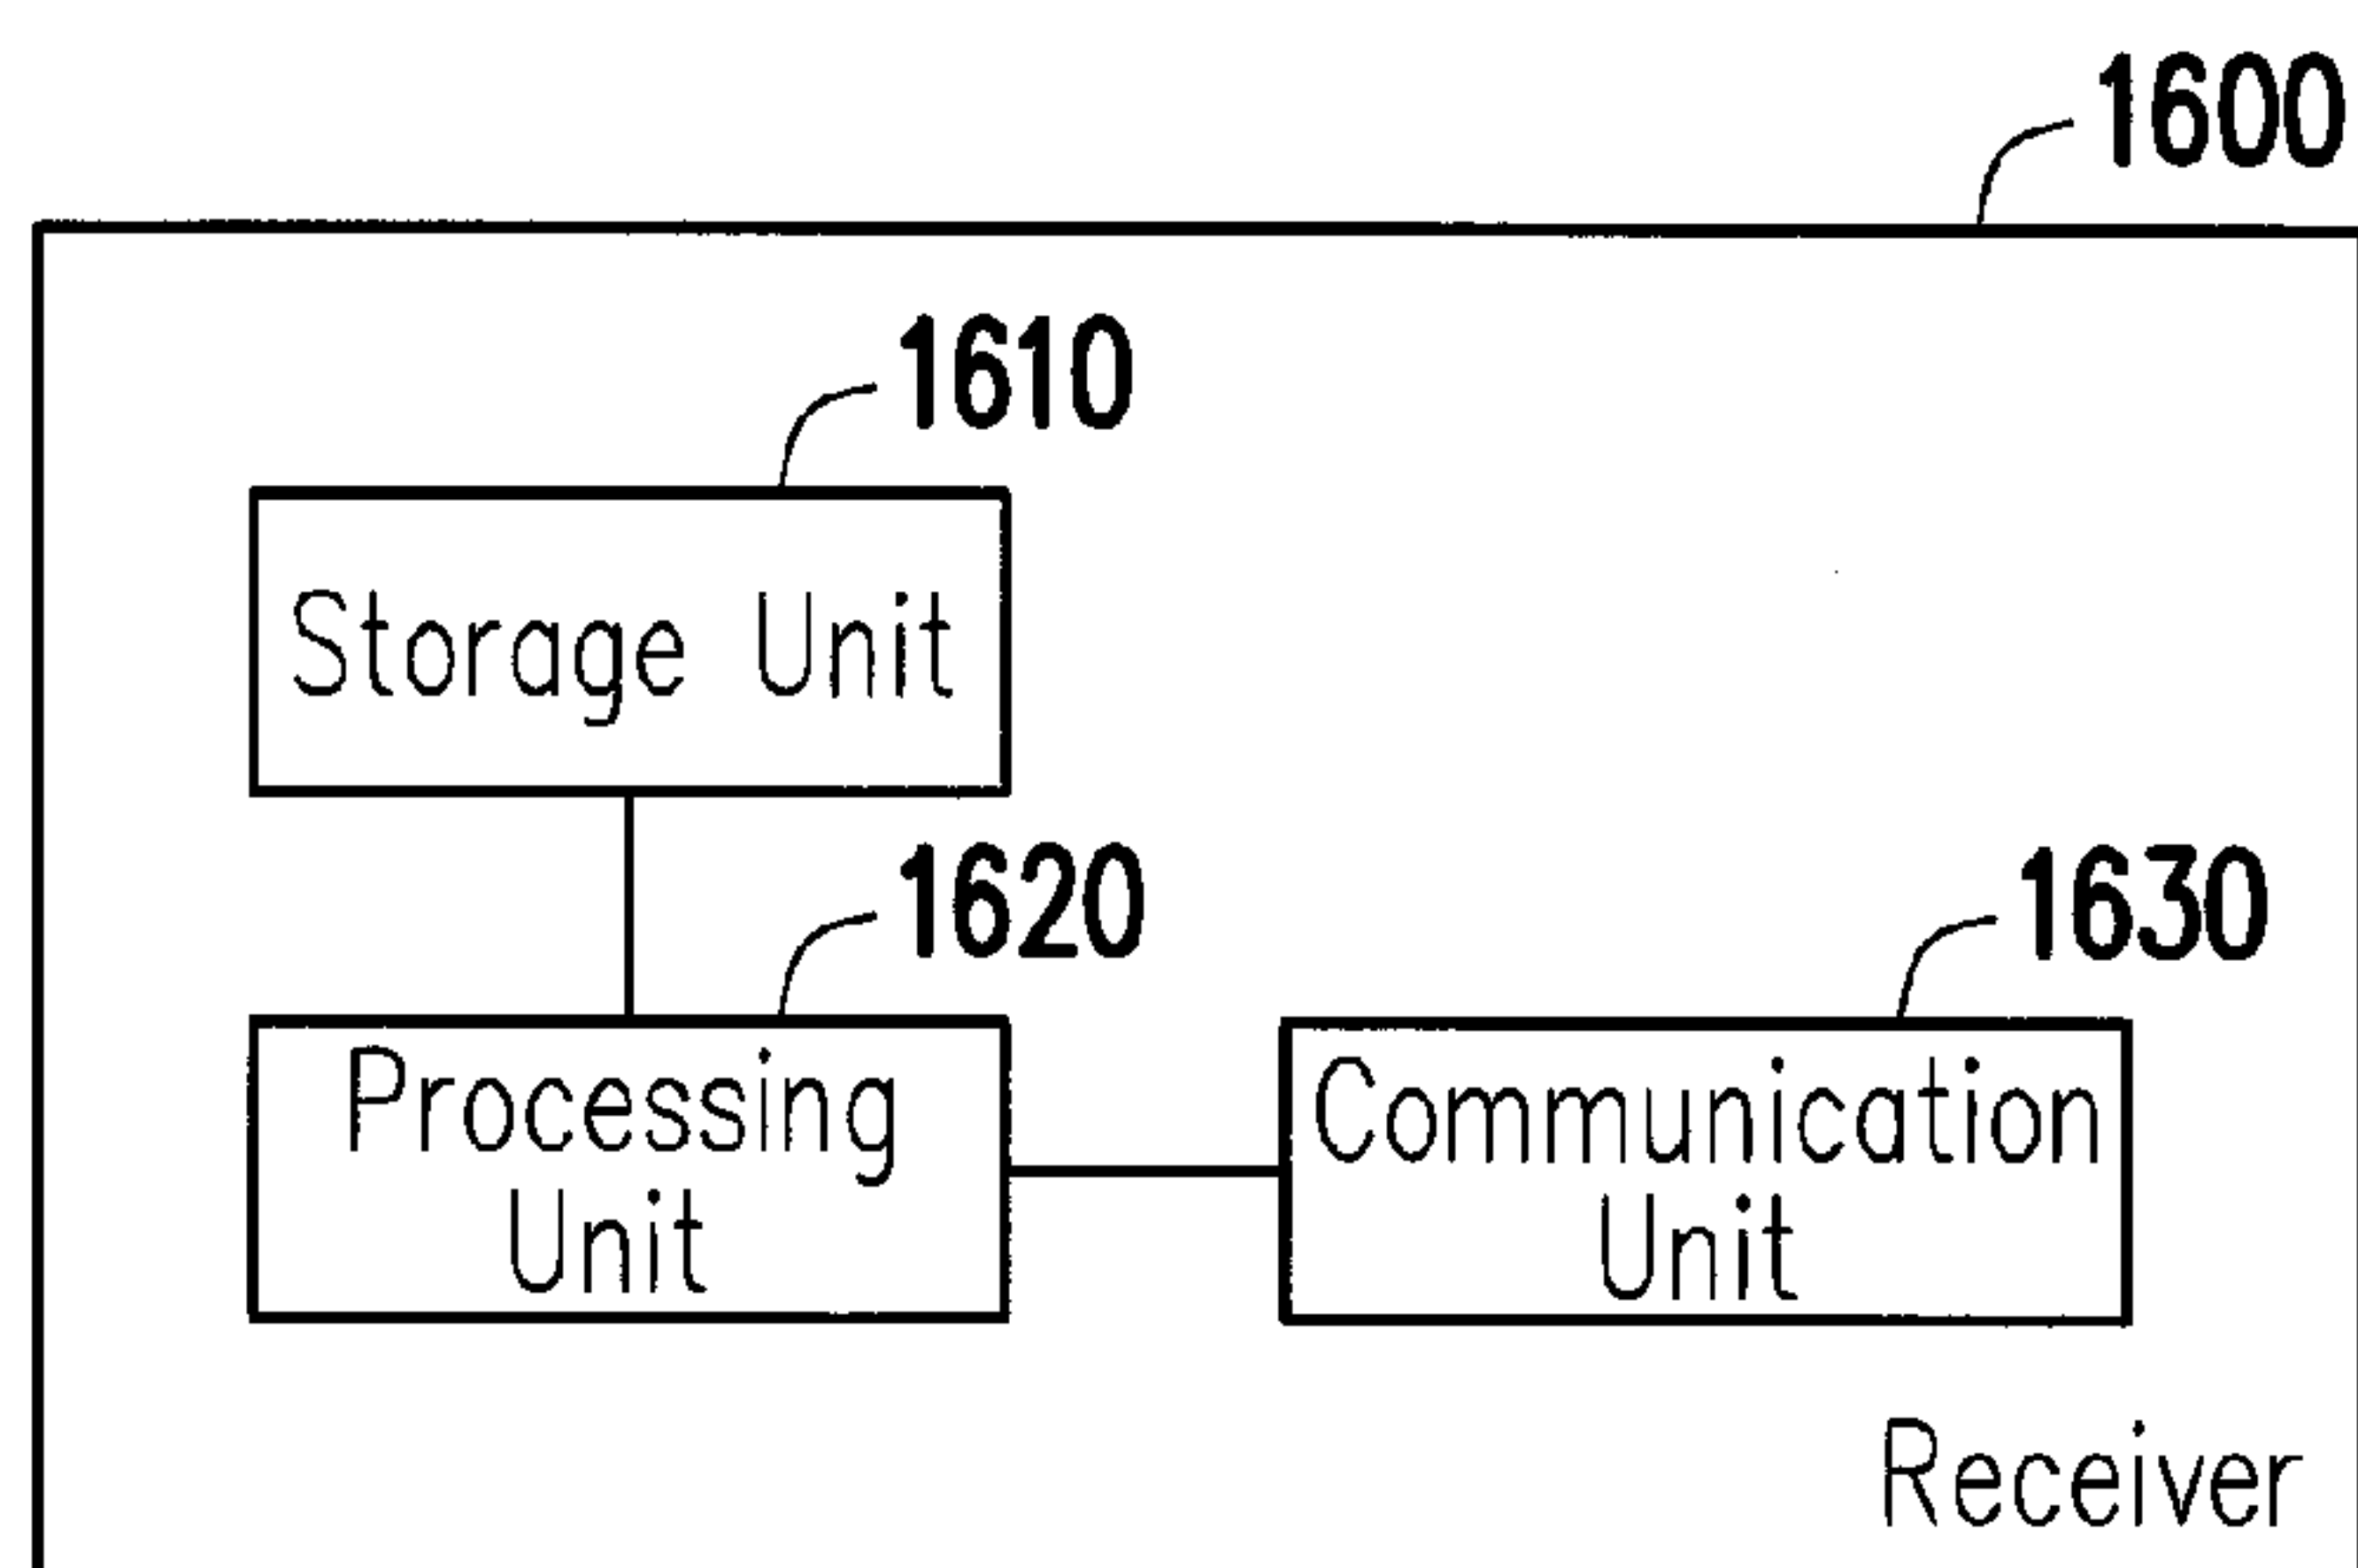 1600
1610
Storage Unit
1620
1630
Processing
Unit
Communication
Unit
Receiver